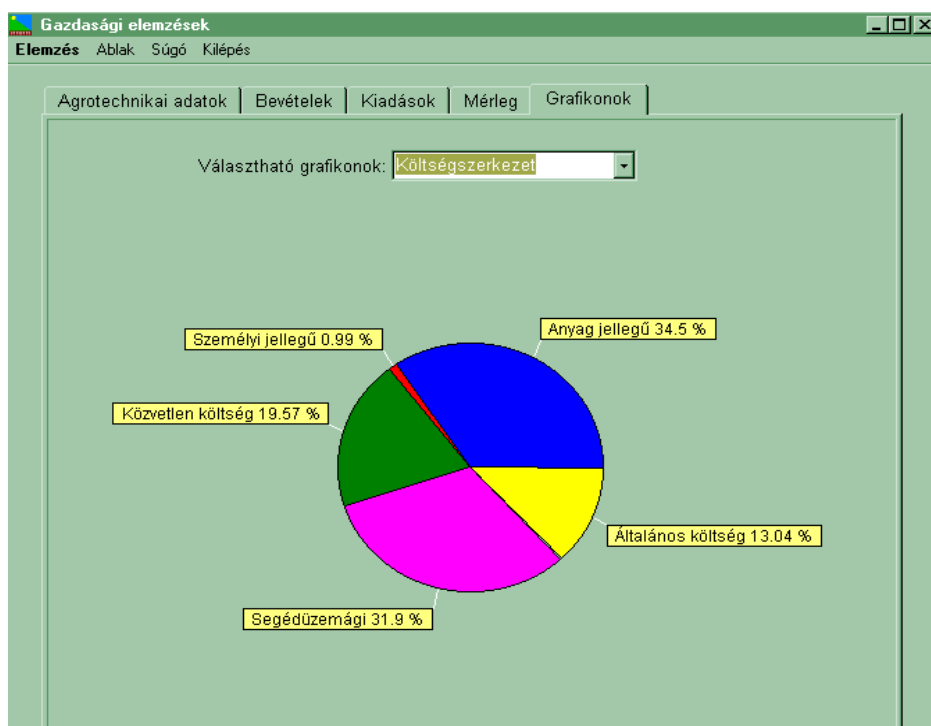 Gazdasági elemzések
Elemzés Ablak Súgó Kilépés
Agrotechnikai adatok Bevételek Kiadások Mérleg Grafikonok
Választható grafikonok: Költségszerkezet
Anyag jellegű 34.5 %
Személyi jellegű 0.99 %
Közvetlen költség 19.57 %
Általános költség 13.04 %
Segédüzemági 31.9 %